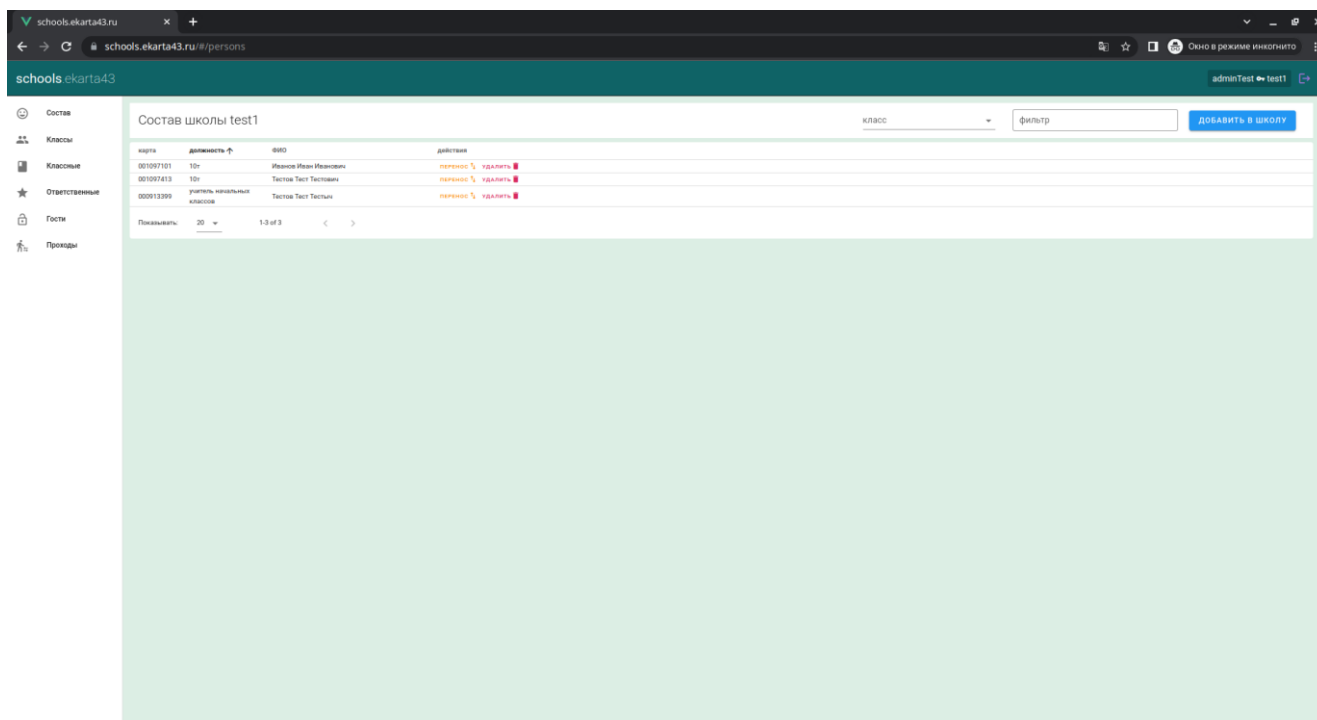 schools.ekarta43.ru
schools.ekarta43.ru/#/persons
Окно в режиме инкогнито
schools.ekarta43
adminTest test1
Состав
Классы
Классные
Ответственные
Гости
Проходы
Состав школы test1
класс
фильтр
ДОБАВИТЬ В ШКОЛУ
карта должность ФИО действия
001097101 10т Иванов Иван Иванович ПЕРЕНОС УДАЛИТЬ
001097413 10т Тестов Тест Тестович ПЕРЕНОС УДАЛИТЬ
000913399 учитель начальных классов Тестов Тест Тестыч ПЕРЕНОС УДАЛИТЬ
Показывать: 20 1-3 of 3